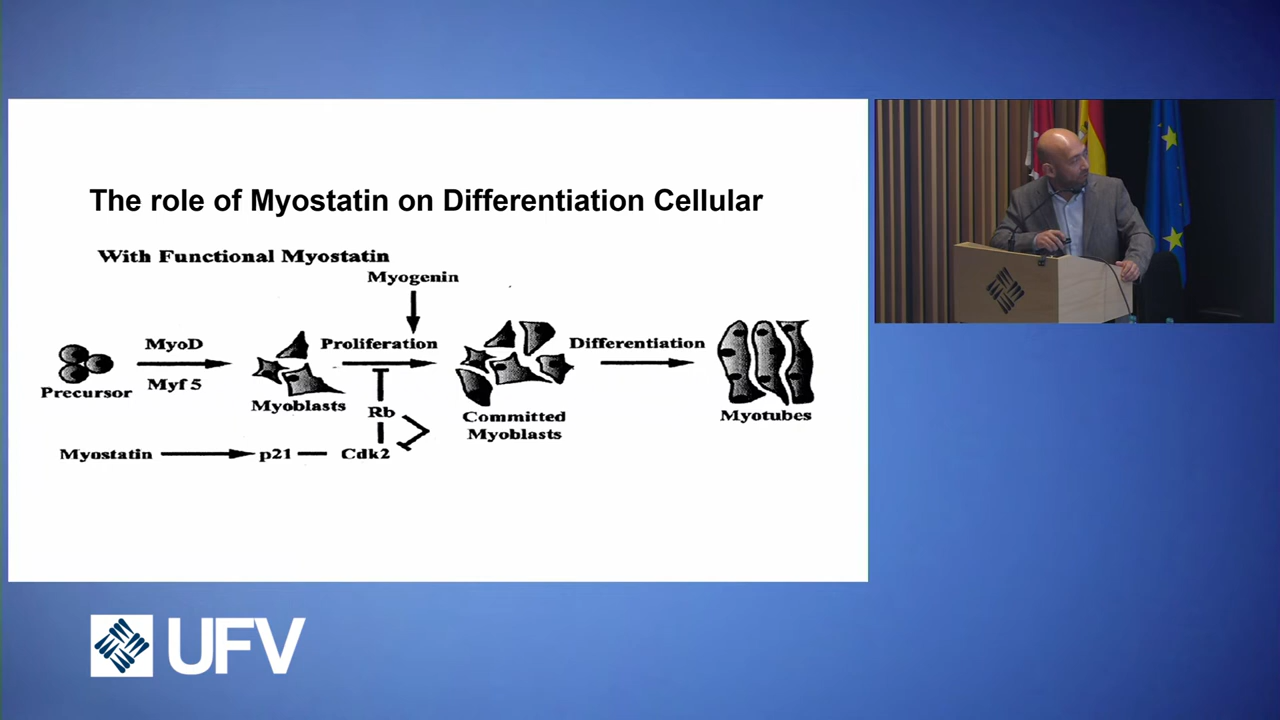 The role of Myostatin on Differentiation Cellular
With Functional Myostatin
Myogenin
MyoD
Proliferation
Differentiation
Precursor
Myf 5
Myoblasts
Rb
Committed
Myoblasts
Myotubes
Myostatin
p21
Cdk2
UFV